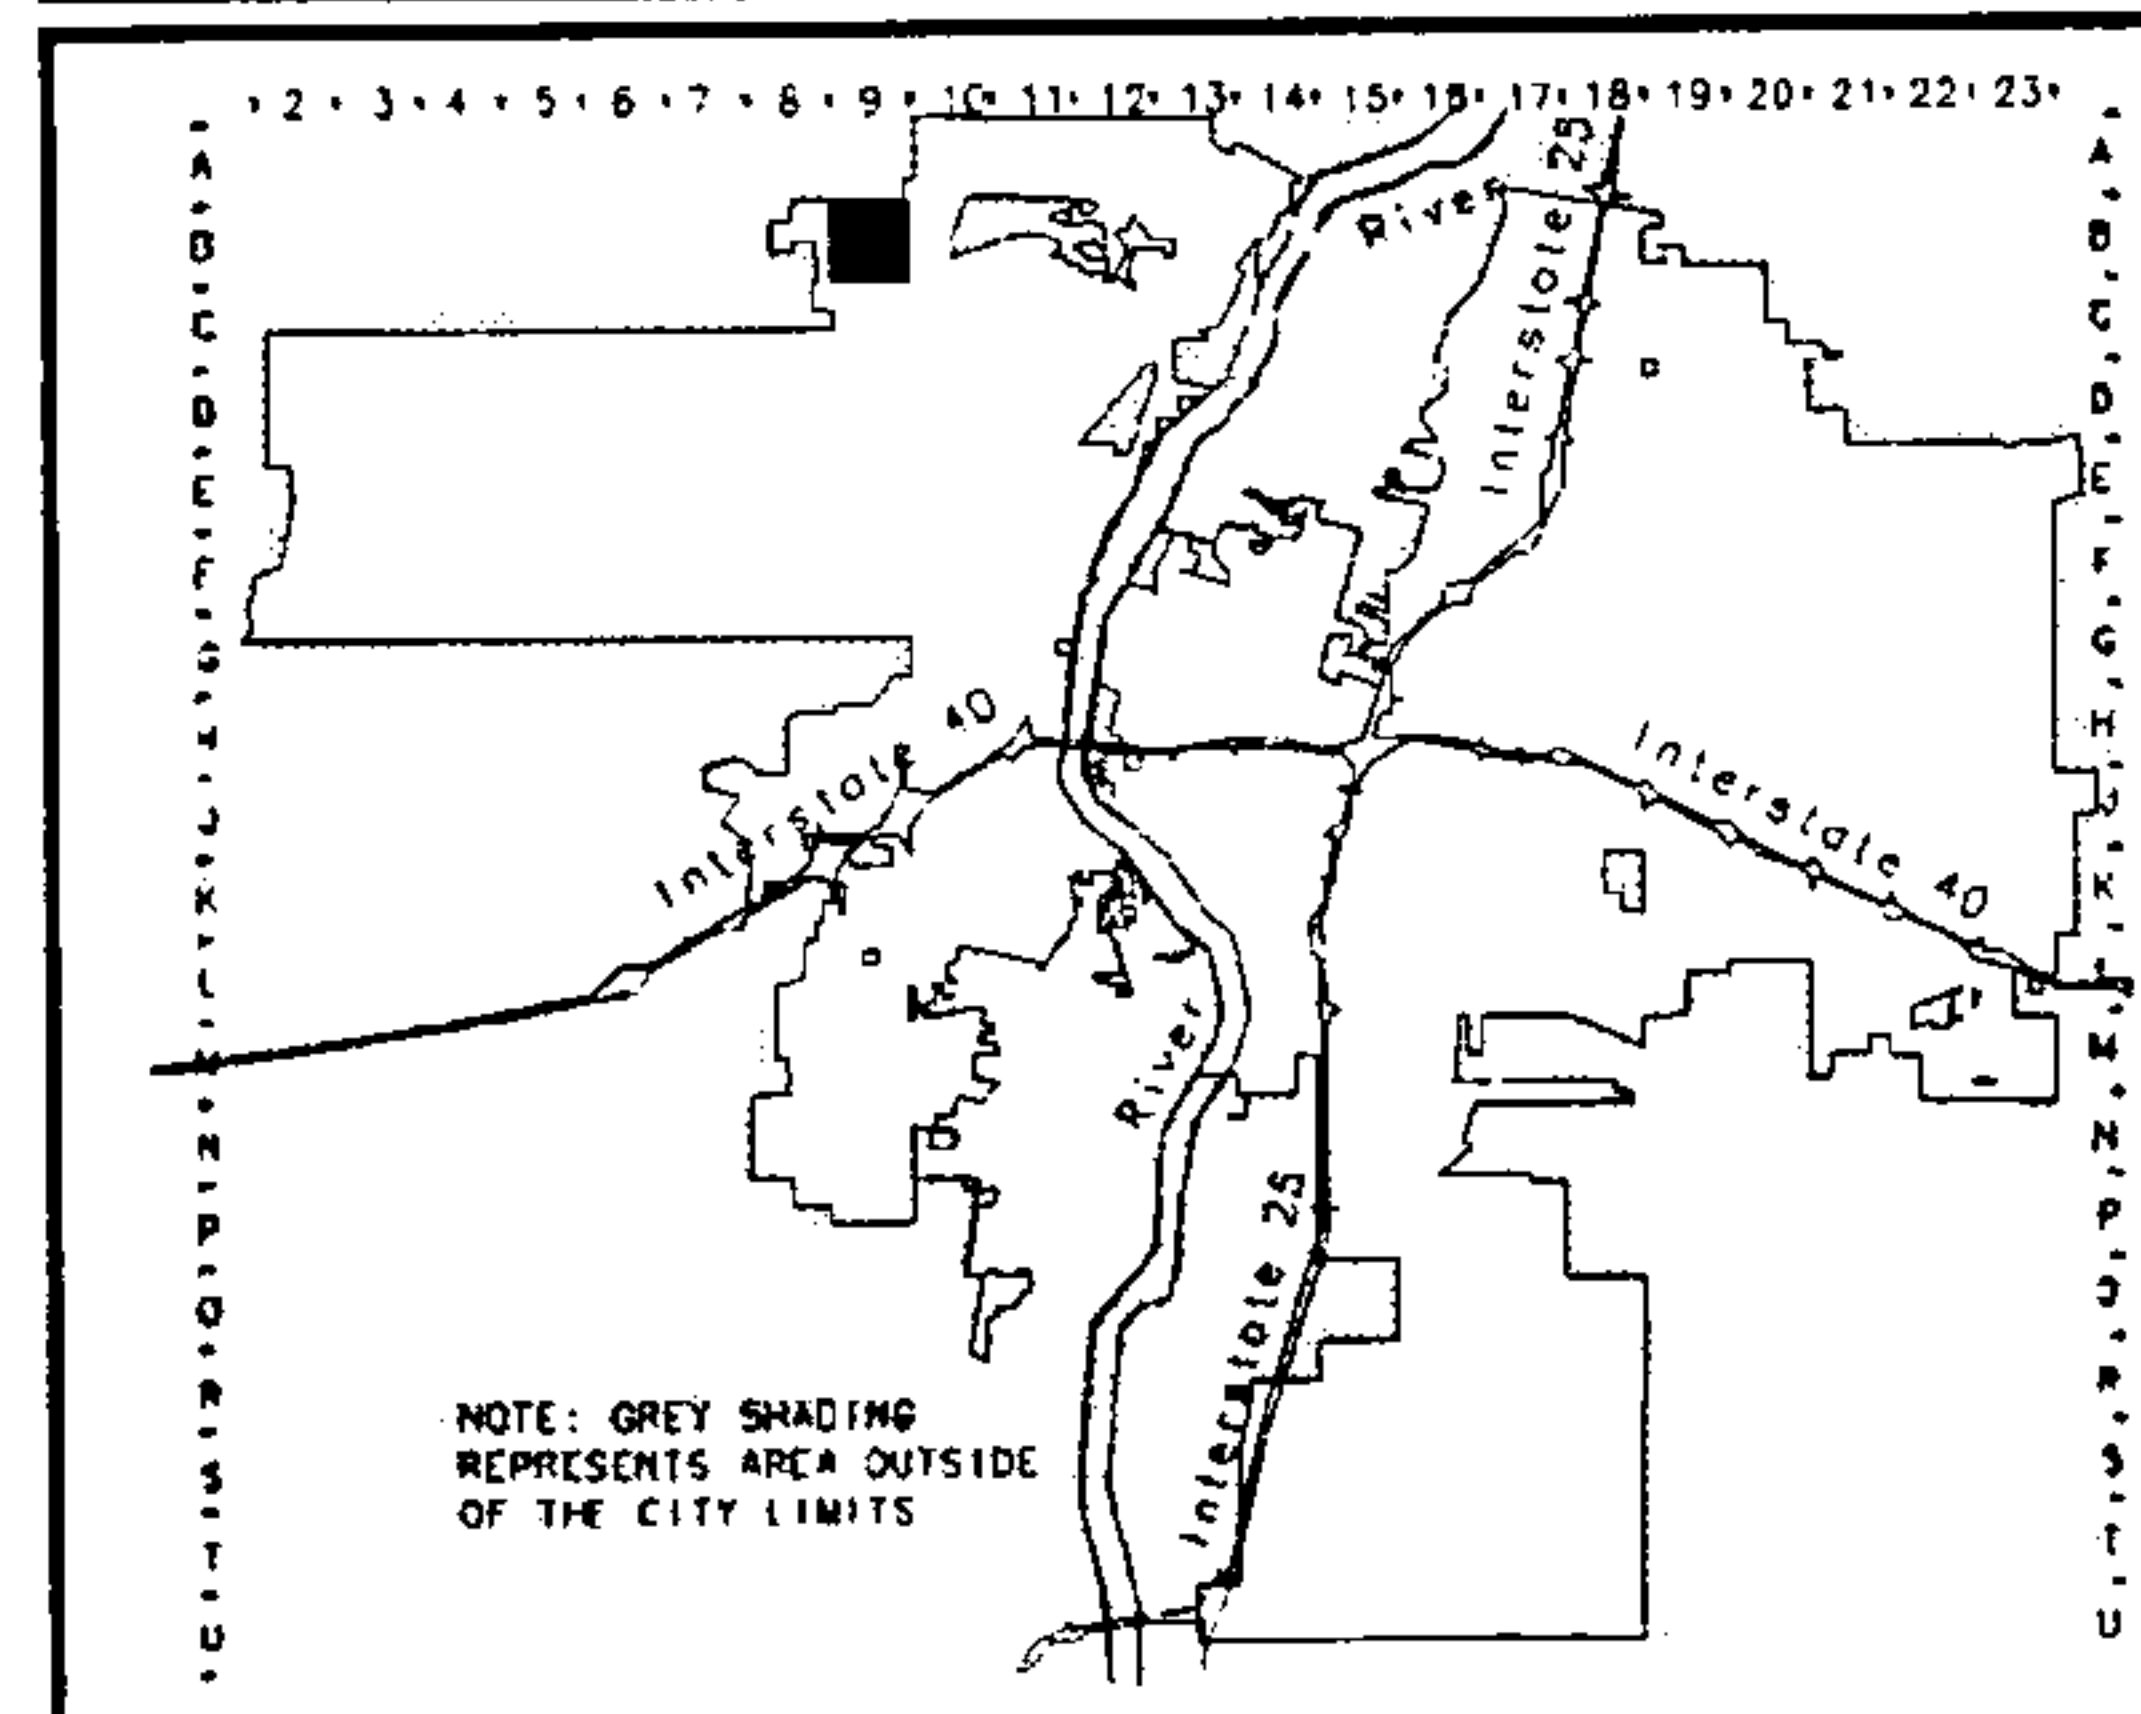 · 2 · 3 · 4 · 5 · 6 · 7 · 8 · 9 · 10 · 11 · 12 · 13 · 14 · 15 · 16 · 17 · 18 · 19 · 20 · 21 · 22 · 23 ·
A
A
B
B
C
C
D
D
E
E
F
F
G
G
H
H
J
J
K
K
L
L
M
M
N
N
P
P
Q
R
R
S
S
T
T
U
U
River
Interstate 25
Interstate 40
Interstate 40
River
Interstate 25
NOTE: GREY SHADING
REPRESENTS AREA OUTSIDE
OF THE CITY LIMITS